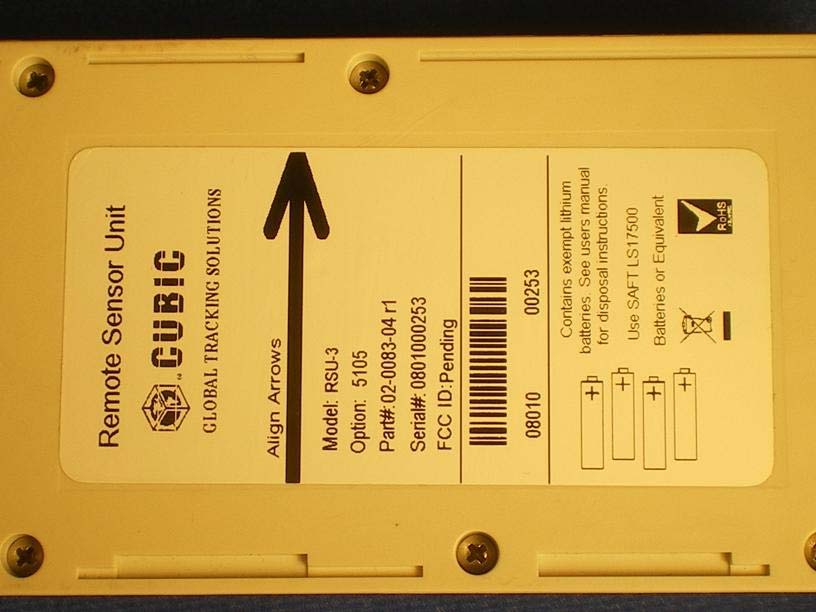 Remote Sensor Unit
CUBIC
GLOBAL TRACKING SOLUTIONS
Align Arrows
Model: RSU-3
Option: 5105
Part#: 02-0083-04 r1
Serial#: 0801000253
FCC ID:Pending
08010 00253
Contains exempt lithium
batteries. See users manual
for disposal instructions.
Use SAFT LS17500
Batteries or Equivalent
RoHS